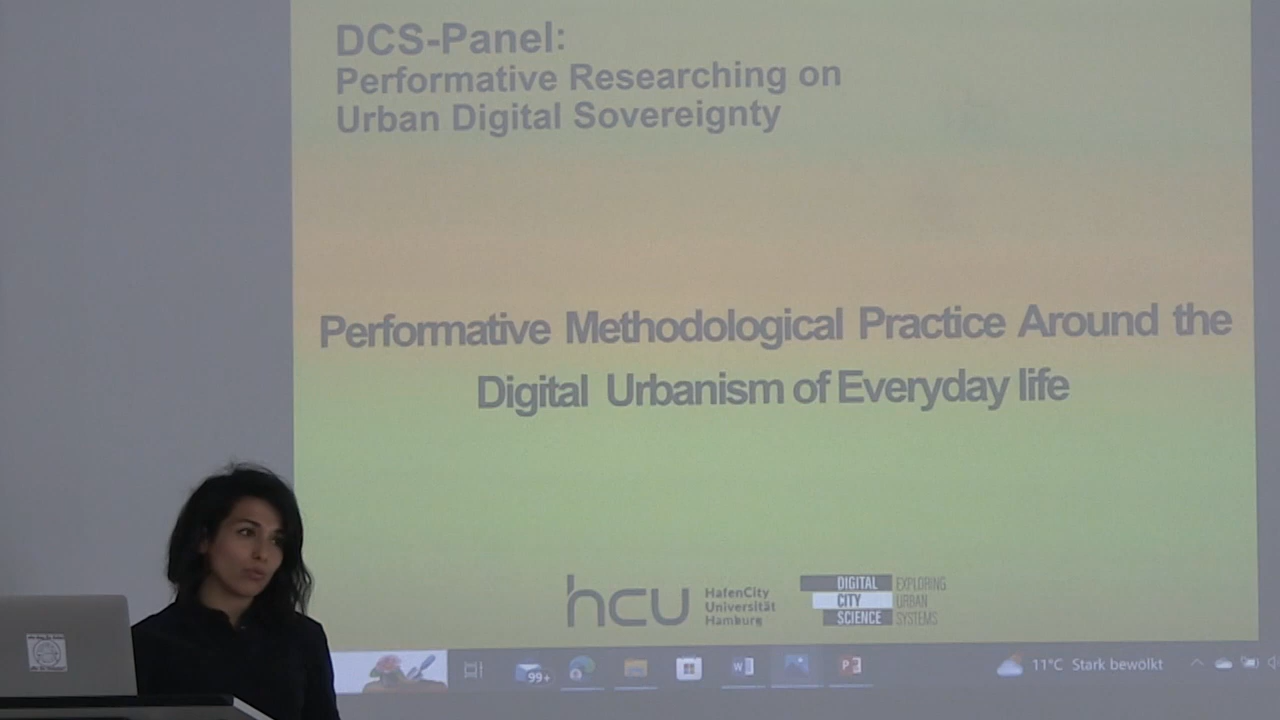 DCS-Panel:
Performative Researching on
Urban Digital Sovereignty
Performative Methodological Practice Around the
Digital Urbanism of Everyday life
hcu
HafenCity
Universität
Hamburg
DIGITAL
CITY
SCIENCE
EXPLORING
URBAN
SYSTEMS
99+
W
P
11°C Stark bewölkt